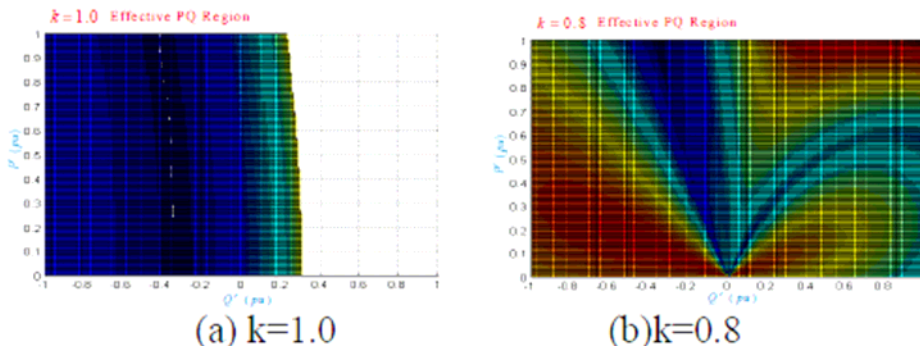 k=1.0 Effective PQ Region
k=0.8 Effective PQ Region
1
0.9
0.8
0.7
0.6
0.5
0.4
0.3
0.2
0.1
0
-1 -0.8 -0.6 -0.4 -0.2 0 0.2 0.4 0.6 0.8 1
P' (pu)
Q' (pu)
1
0.9
0.8
0.7
0.6
0.5
0.4
0.3
0.2
0.1
0
-1 -0.8 -0.6 -0.4 -0.2 0 0.2 0.4 0.6 0.8
P' (pu)
Q' (pu)
(a) k=1.0
(b)k=0.8